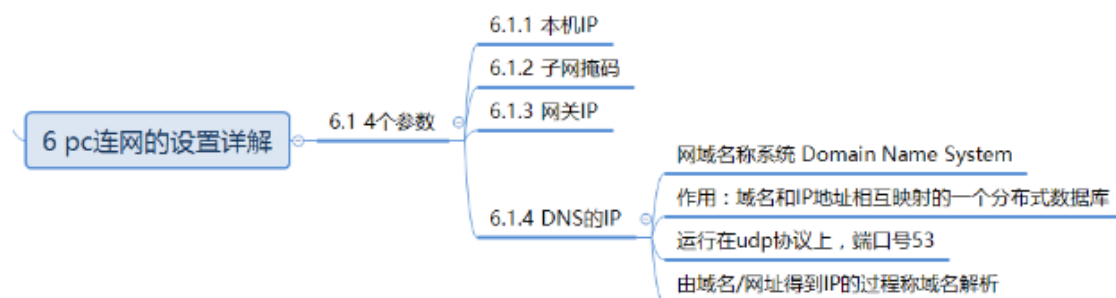 6.1.1 本机IP
6.1.2 子网掩码
6 pc连网的设置详解
6.1 4个参数
6.1.3 网关IP
网域名称系统 Domain Name System
作用：域名和IP地址相互映射的一个分布式数据库
6.1.4 DNS的IP
运行在udp协议上，端口号53
由域名/网址得到IP的过程称域名解析